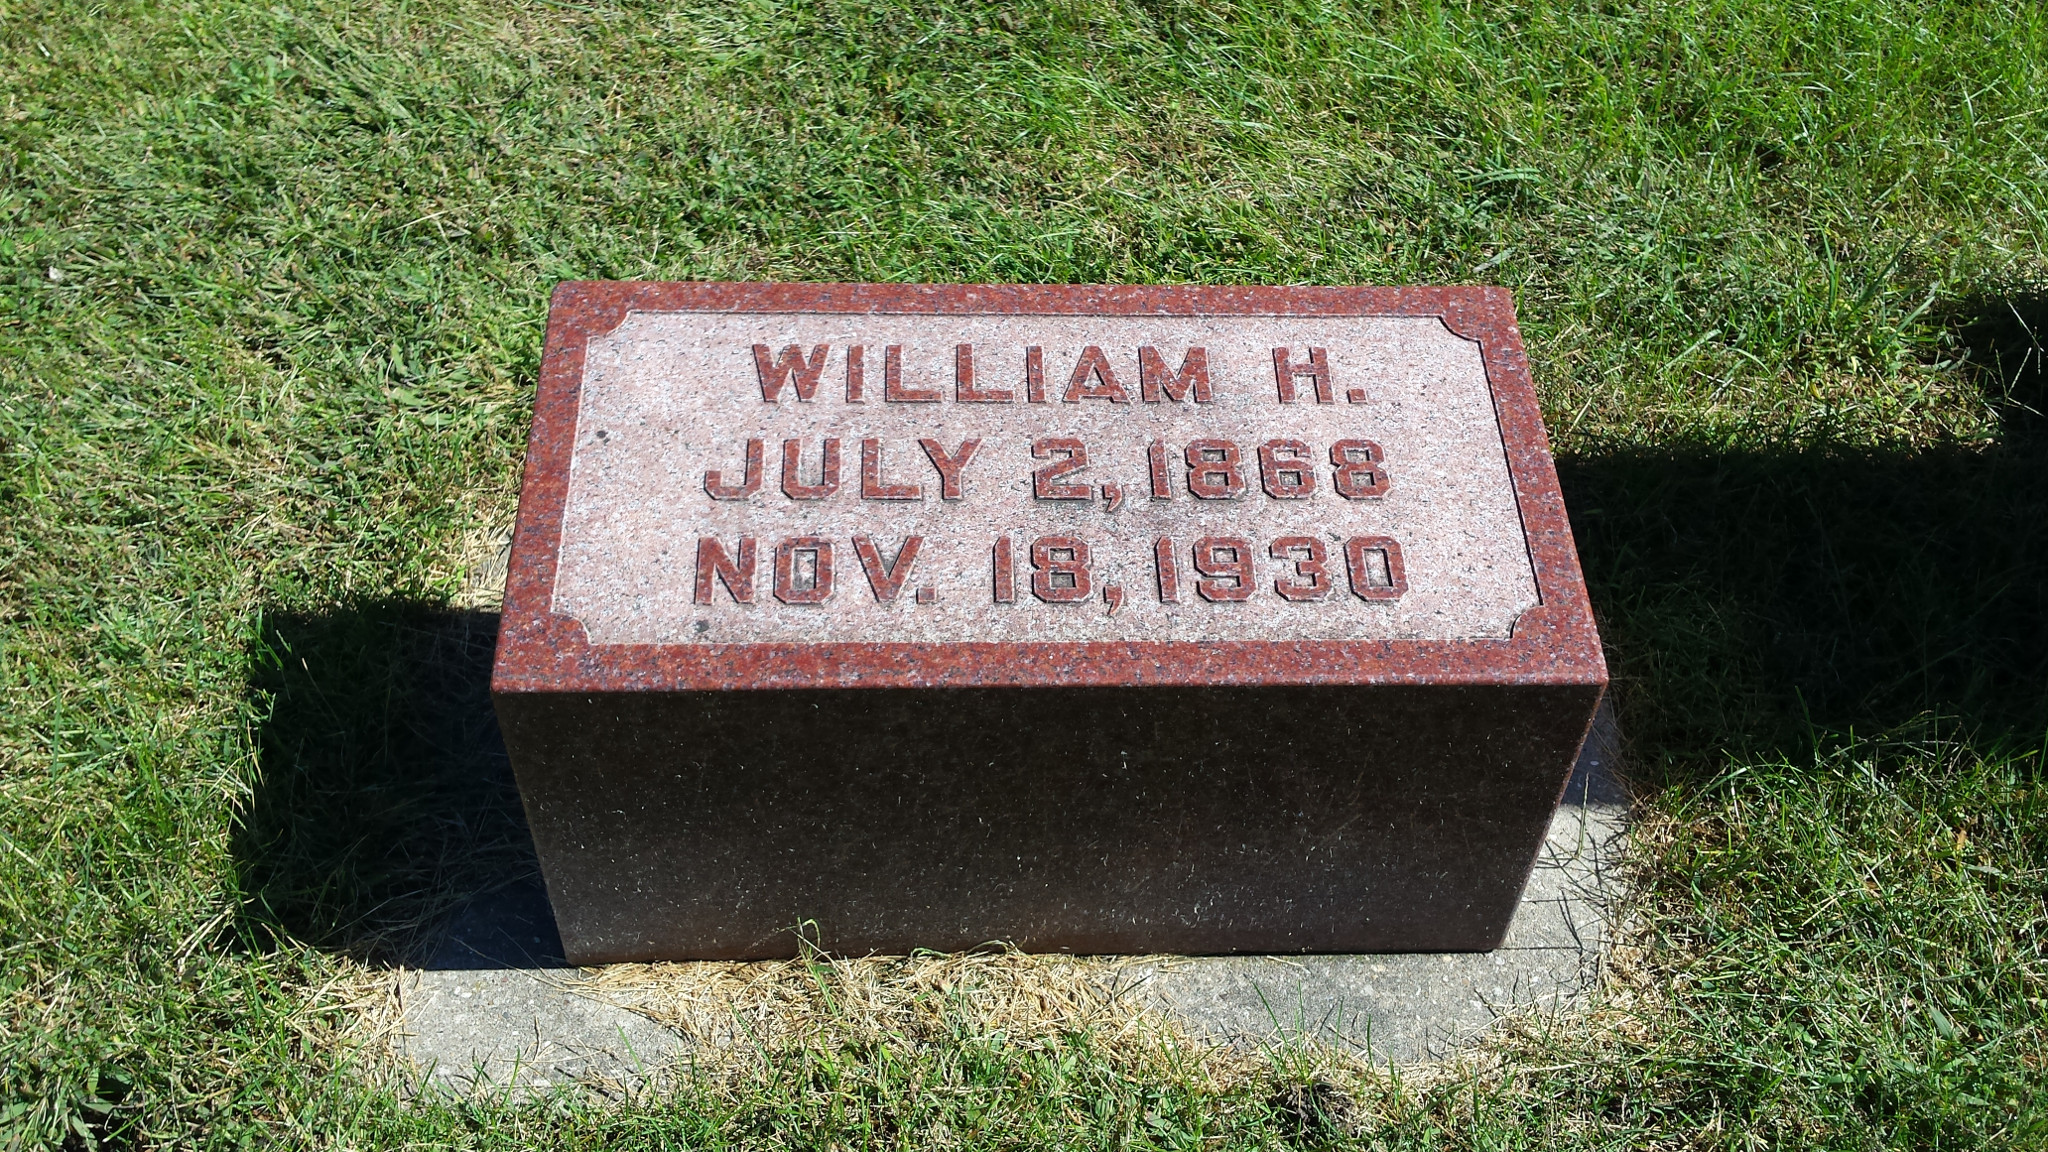 WILLIAM H.
JULY 2, 1868
NOV. 18, 1930